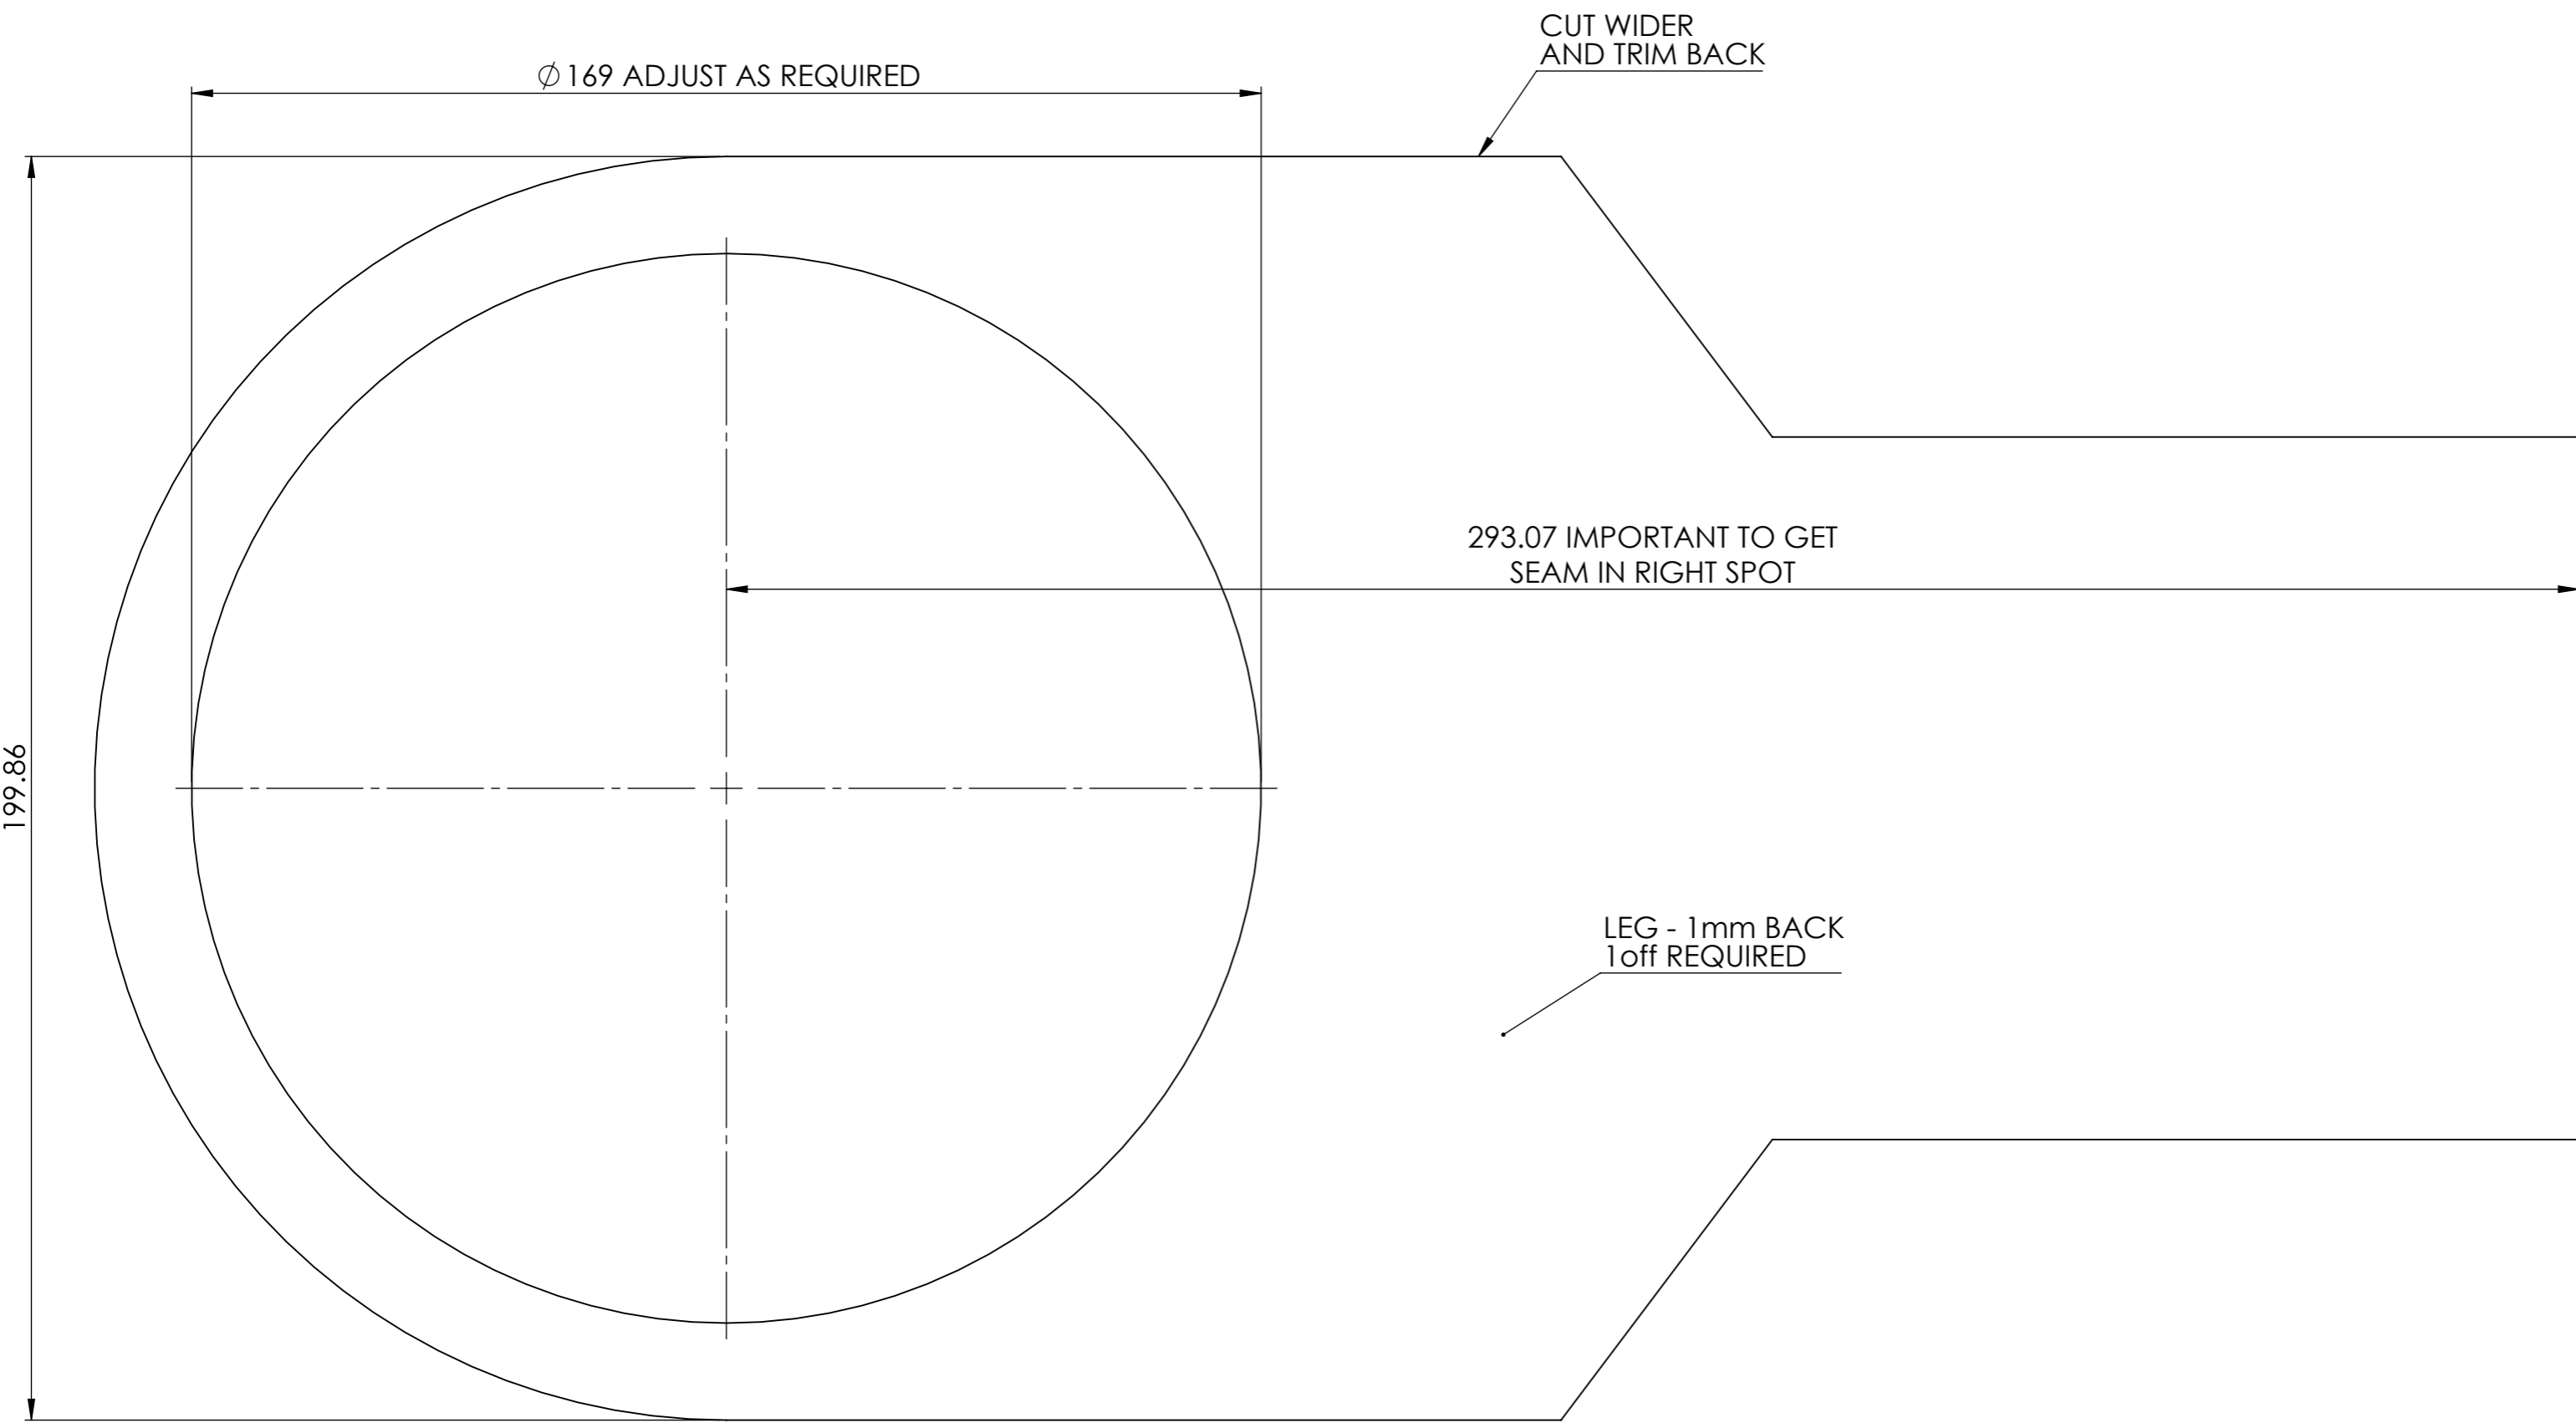 CUT WIDER
AND TRIM BACK
∅169 ADJUST AS REQUIRED
293.07 IMPORTANT TO GET
SEAM IN RIGHT SPOT
199.86
LEG - 1mm BACK
1off REQUIRED